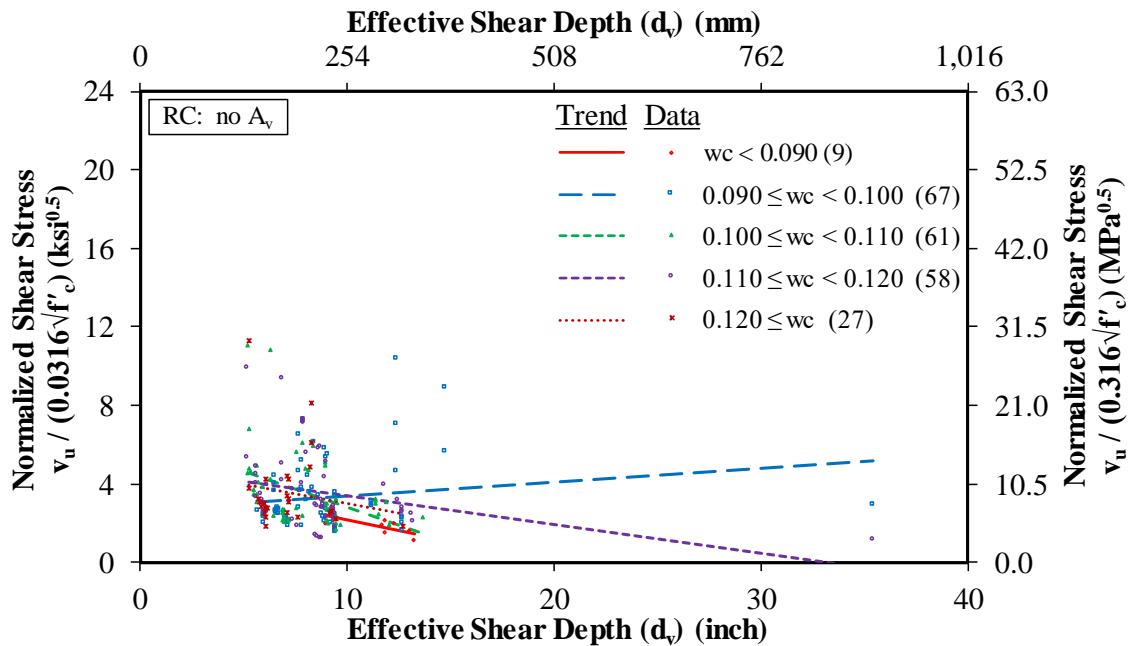 Effective Shear Depth (dv) (mm)
0 254 508 762 1,016
24 63.0
RC: no Av
Trend Data
wc < 0.090 (9)
20 52.5
0.090 ≤ wc < 0.100 (67)
16 42.0
0.100 ≤ wc < 0.110 (61)
0.110 ≤ wc < 0.120 (58)
12 31.5
0.120 ≤ wc (27)
8 21.0
4 10.5
0 0.0
Normalized Shear Stress
vu / (0.0316√f'c) (ksi0.5)
Normalized Shear Stress
vu / (0.316√f'c) (MPa0.5)
0 10 20 30 40
Effective Shear Depth (dv) (inch)